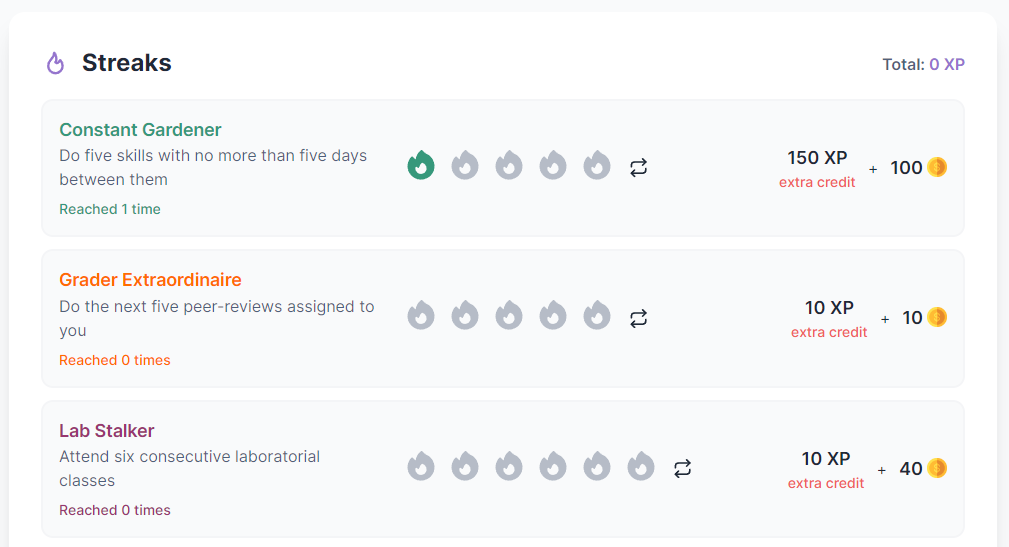 Streaks
Total: 0 XP
Constant Gardener
Do five skills with no more than five days
between them
Reached 1 time
150 XP
extra credit
+ 100
Grader Extraordinaire
Do the next five peer-reviews assigned to
you
Reached 0 times
10 XP
extra credit
+ 10
Lab Stalker
Attend six consecutive laboratorial
classes
Reached 0 times
10 XP
extra credit
+ 40